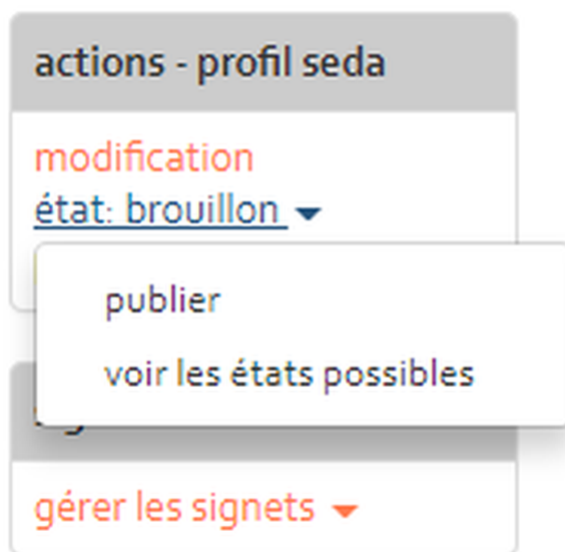 actions - profil seda
modification
état: brouillon
publier
voir les états possibles
gérer les signets